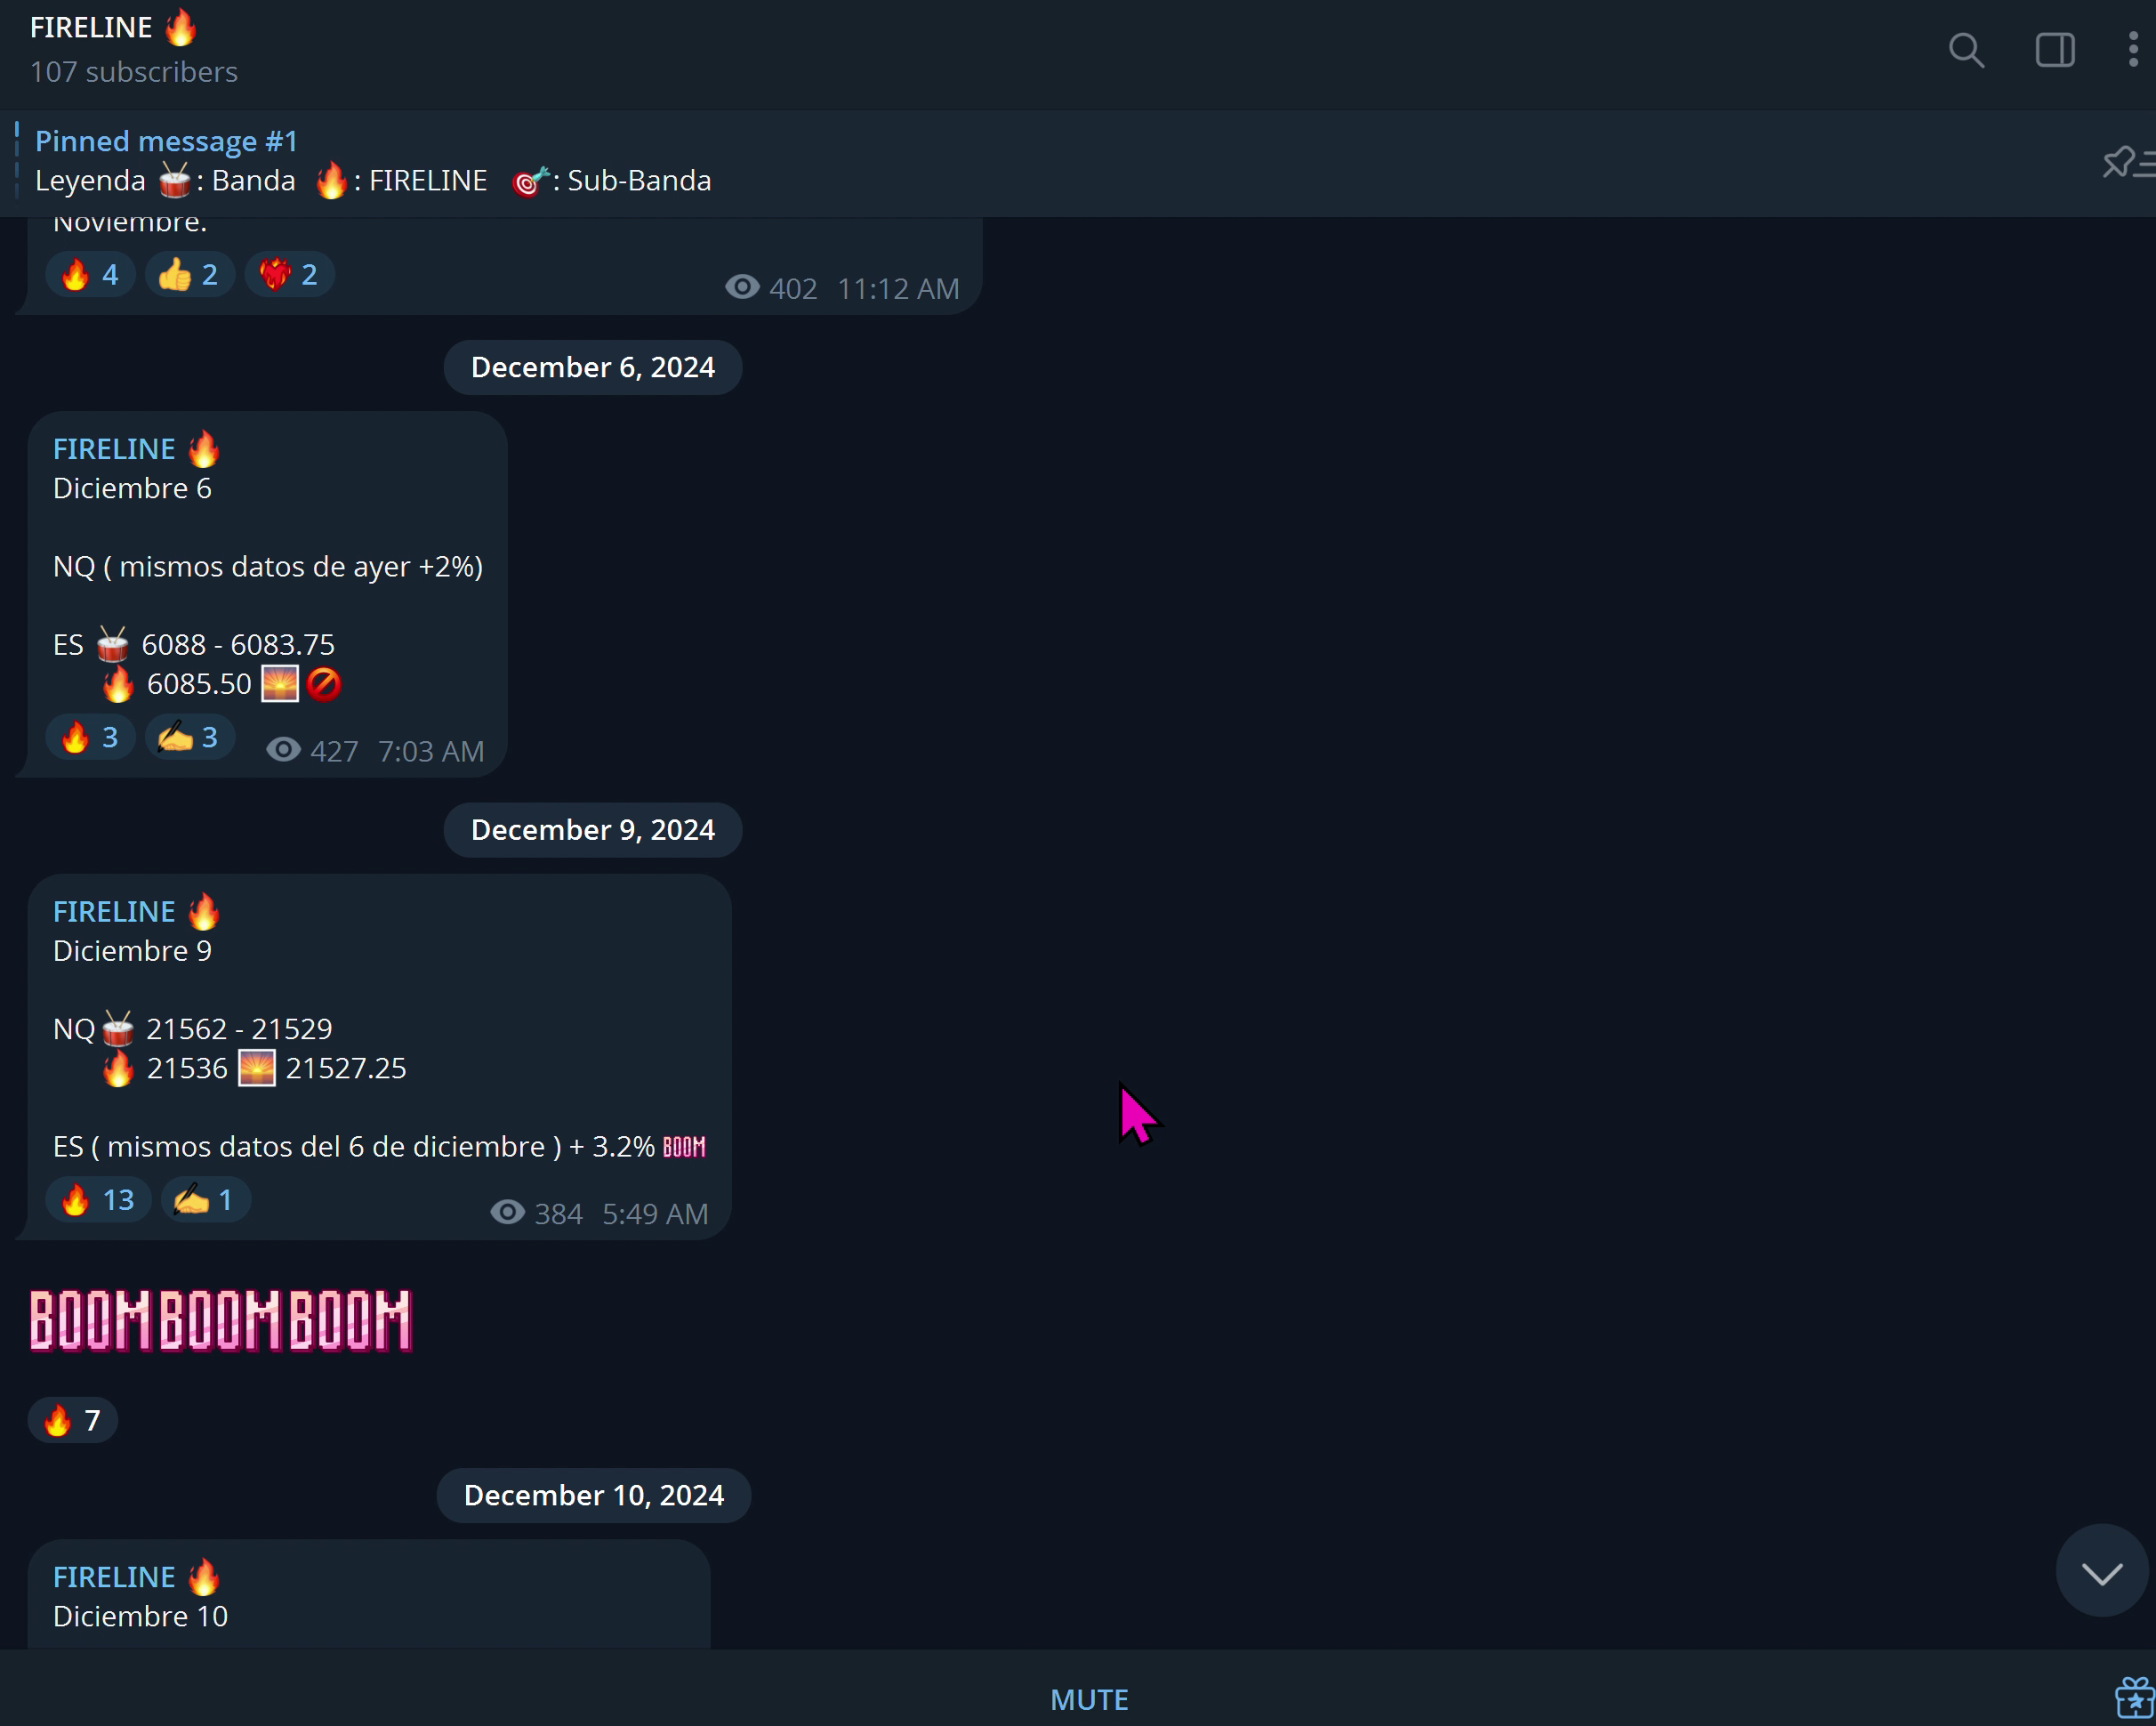 FIRELINE 🔥
107 subscribers
Pinned message #1
Leyenda 🥁: Banda 🔥: FIRELINE 🎯: Sub-Banda
Noviembre.
🔥 4 👍 2 ❤️‍🔥 2 402 11:12 AM
December 6, 2024
FIRELINE 🔥
Diciembre 6
NQ ( mismos datos de ayer +2%)
ES 🥁 6088 - 6083.75
🔥 6085.50 🌅🚫
🔥 3 ✍️ 3 427 7:03 AM
December 9, 2024
FIRELINE 🔥
Diciembre 9
NQ🥁 21562 - 21529
🔥 21536 🌅 21527.25
ES ( mismos datos del 6 de diciembre ) + 3.2% BOOM
🔥 13 ✍️ 1 384 5:49 AM
BOOM BOOM BOOM
🔥 7
December 10, 2024
FIRELINE 🔥
Diciembre 10
MUTE